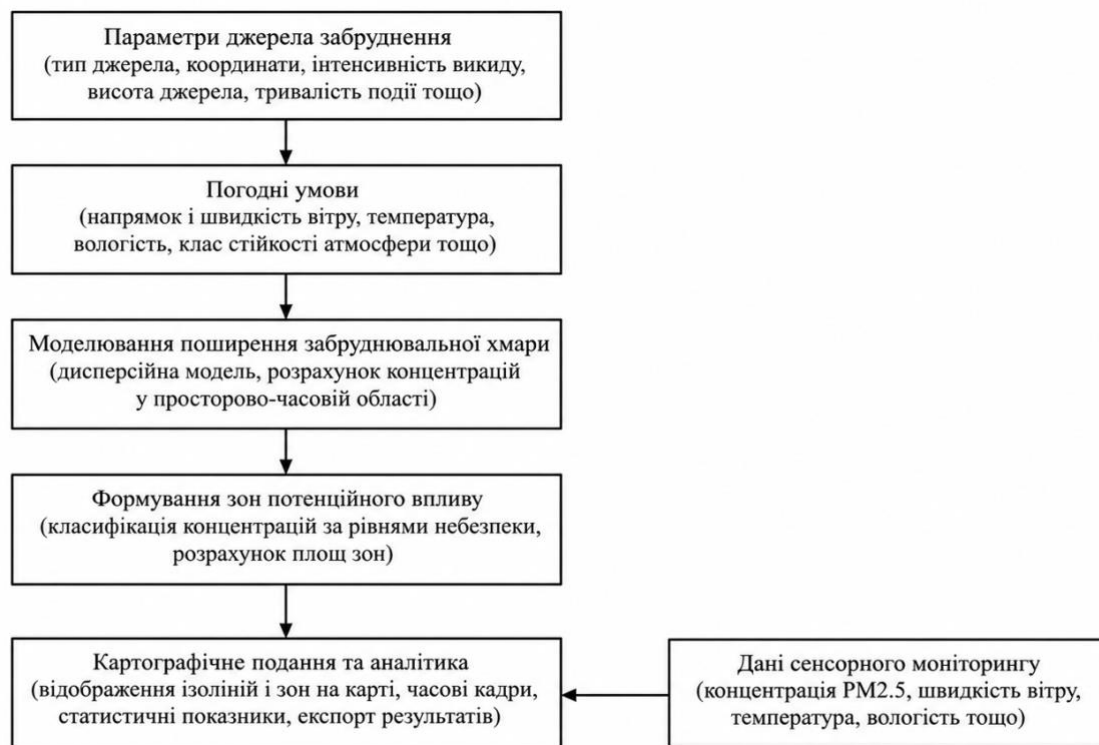 Параметри джерела забруднення
(тип джерела, координати, інтенсивність викиду,
висота джерела, тривалість події тощо)
Погодні умови
(напрямок і швидкість вітру, температура,
вологість, клас стійкості атмосфери тощо)
Моделювання поширення забруднювальної хмари
(дисперсійна модель, розрахунок концентрацій
у просторово-часовій області)
Формування зон потенційного впливу
(класифікація концентрацій за рівнями небезпеки,
розрахунок площ зон)
Картографічне подання та аналітика
(відображення ізоліній і зон на карті, часові кадри,
статистичні показники, експорт результатів)
Дані сенсорного моніторингу
(концентрація PM2.5, швидкість вітру,
температура, вологість тощо)